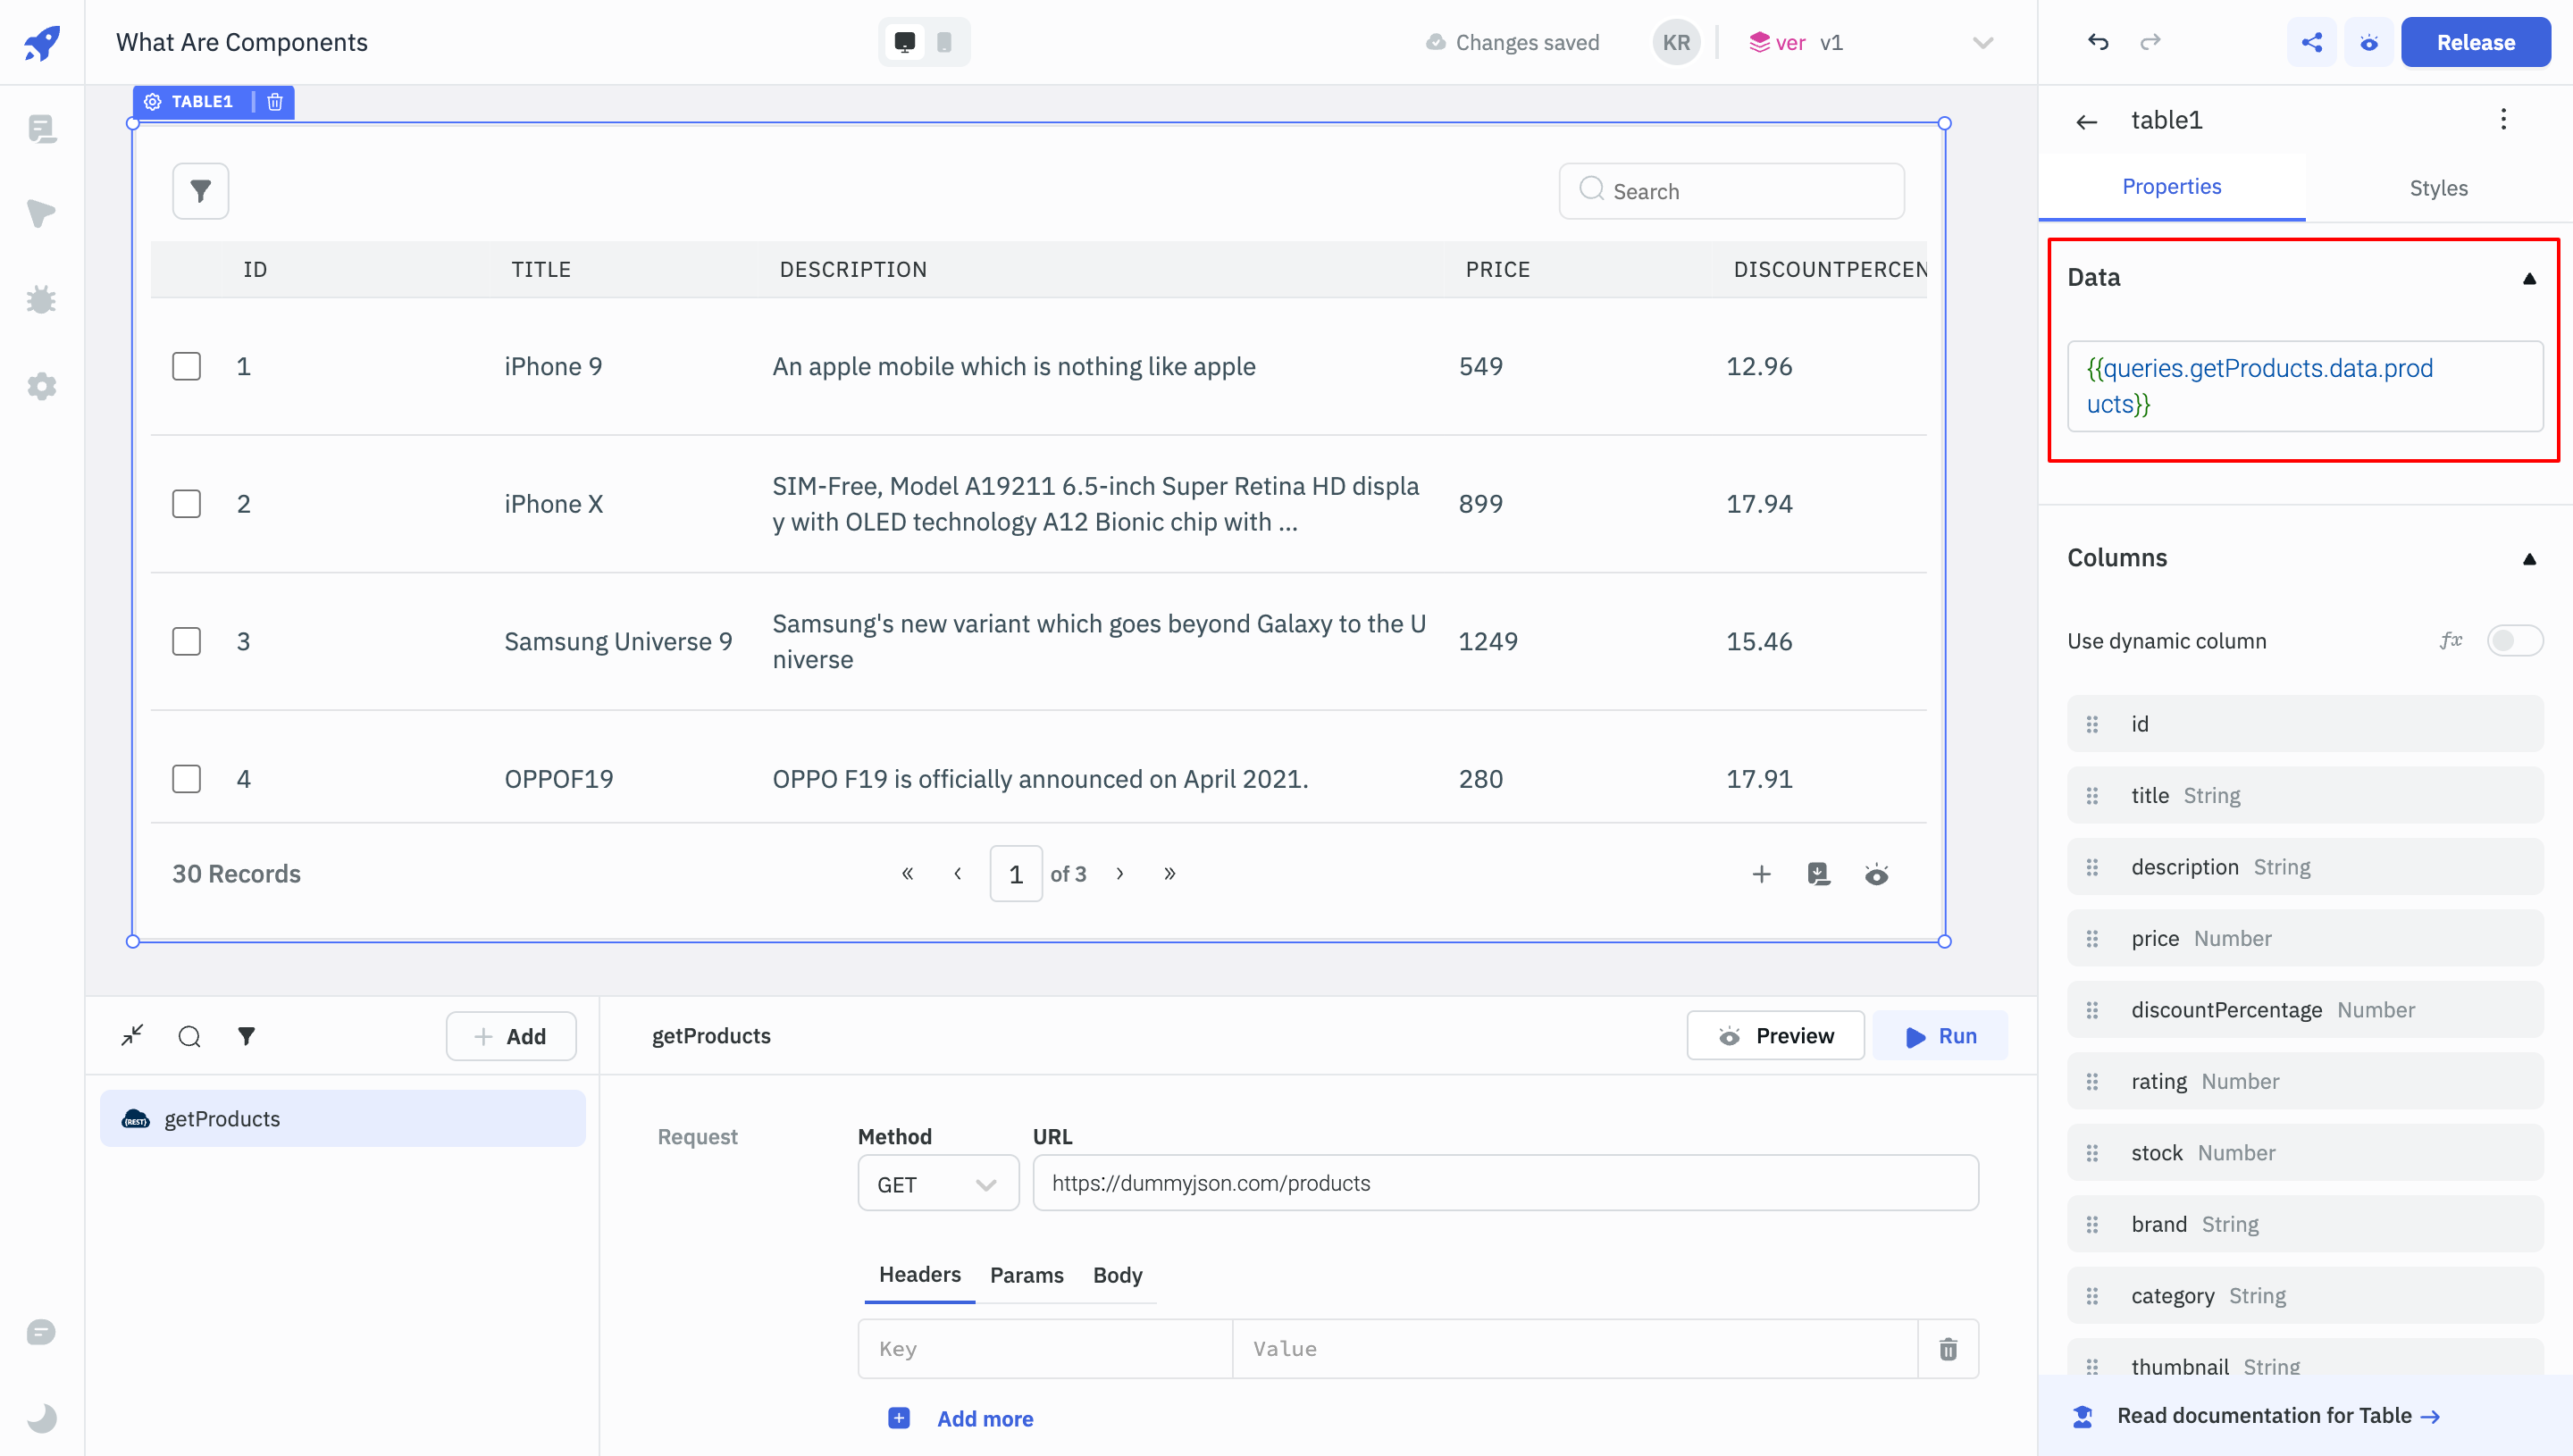 What Are Components
Changes saved
KR
ver v1
Release
TABLE1
Search
ID TITLE DESCRIPTION PRICE DISCOUNTPERCEN
1 iPhone 9 An apple mobile which is nothing like apple 549 12.96
2 iPhone X SIM-Free, Model A19211 6.5-inch Super Retina HD displa
y with OLED technology A12 Bionic chip with ... 899 17.94
3 Samsung Universe 9 Samsung's new variant which goes beyond Galaxy to the U
niverse 1249 15.46
4 OPPOF19 OPPO F19 is officially announced on April 2021. 280 17.91
30 Records
« ‹ 1 of 3 › »
Add
getProducts
getProducts
Preview
Run
Request
Method
URL
GET
https://dummyjson.com/products
Headers Params Body
Key Value
Add more
table1
Properties Styles
Data
{{queries.getProducts.data.prod
ucts}}
Columns
Use dynamic column fx
id
title String
description String
price Number
discountPercentage Number
rating Number
stock Number
brand String
category String
thumbnail String
Read documentation for Table →
{REST}